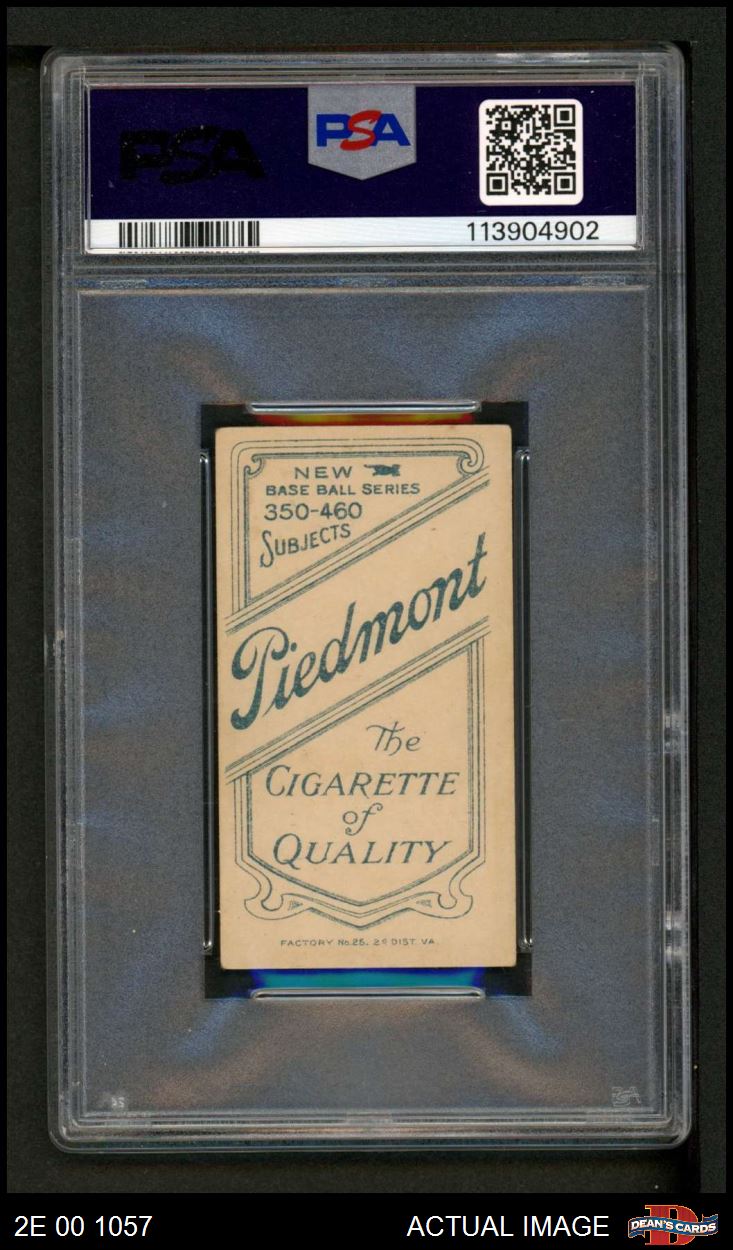 PSA
PSA
113904902
NEW
BASE BALL SERIES
350-460
SUBJECTS
Piedmont
The
CIGARETTE
of
QUALITY
FACTORY No. 25. 2D DIST. VA.
2E 00 1057
ACTUAL IMAGE
DEAN'S CARDS